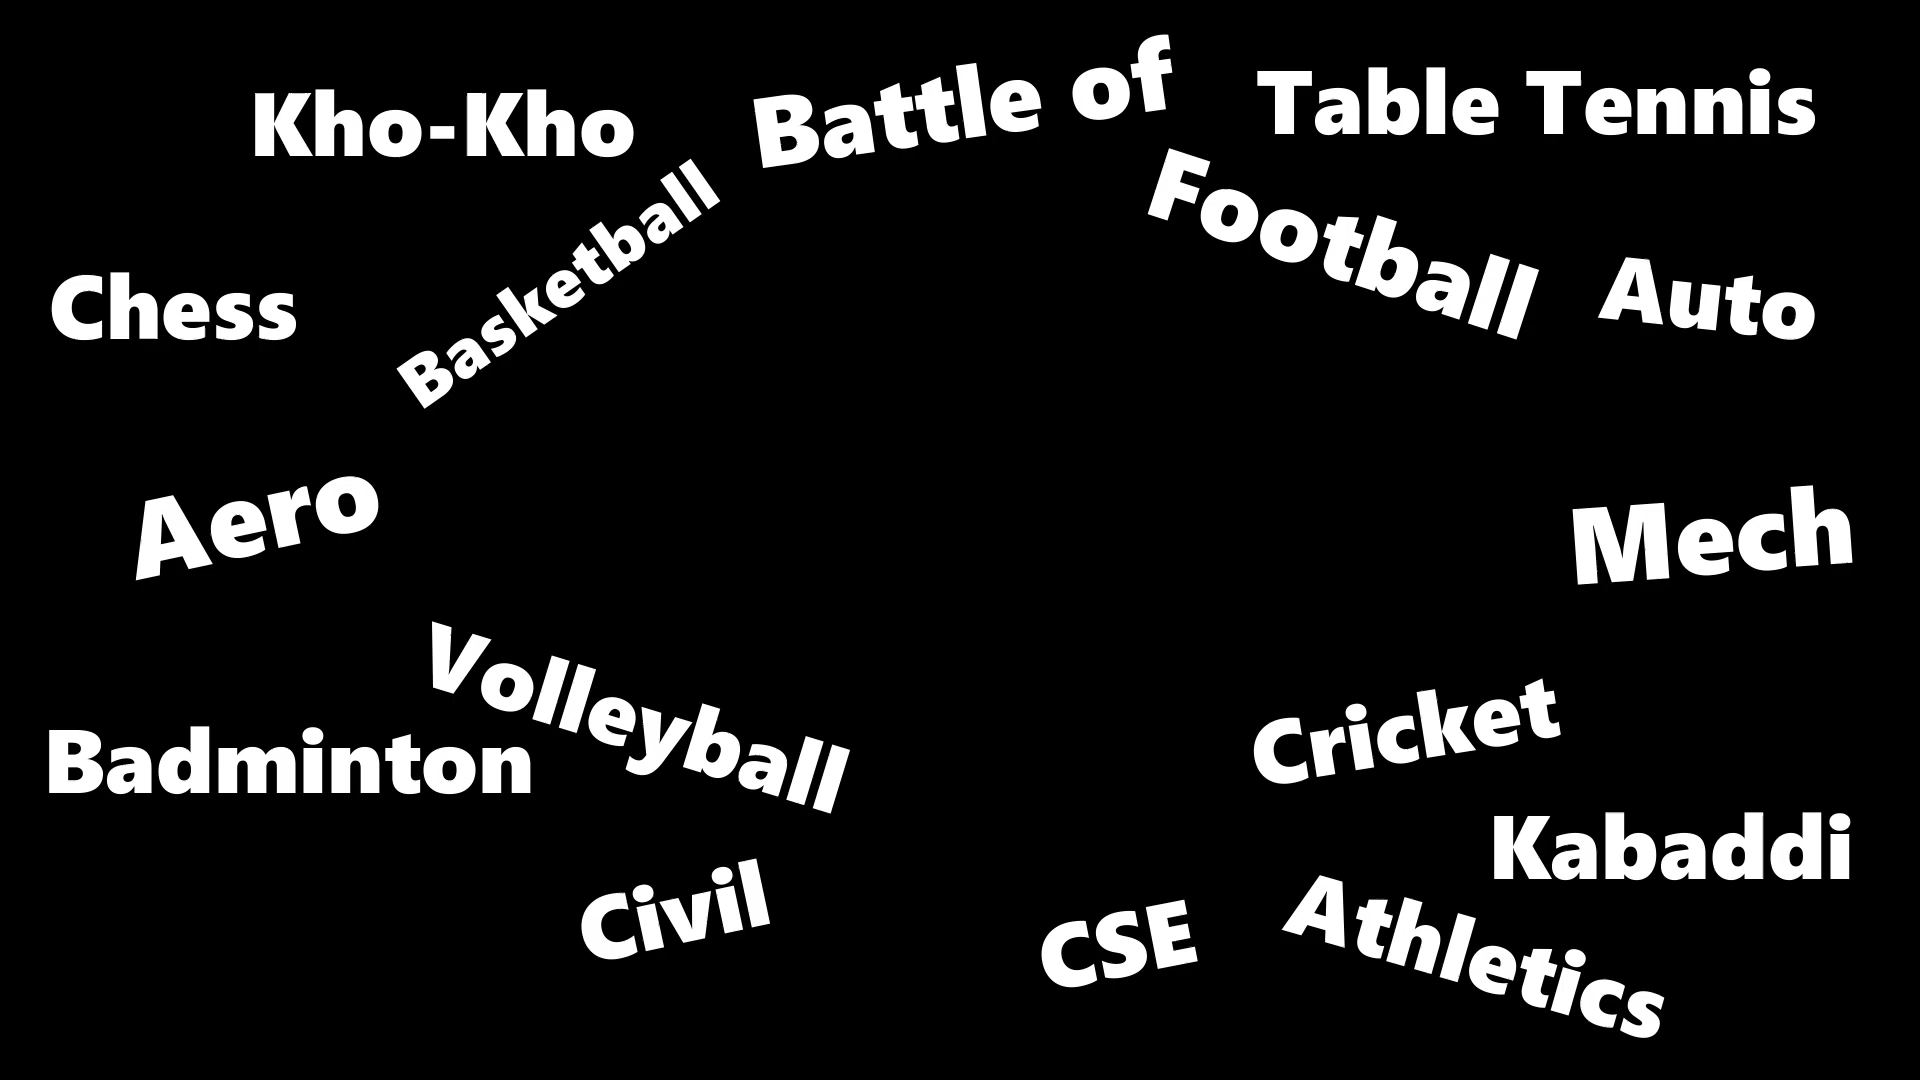 Kho-Kho
Battle of
Table Tennis
Basketball
Football
Chess
Auto
Aero
Mech
Volleyball
Badminton
Cricket
Kabaddi
Civil
CSE
Athletics